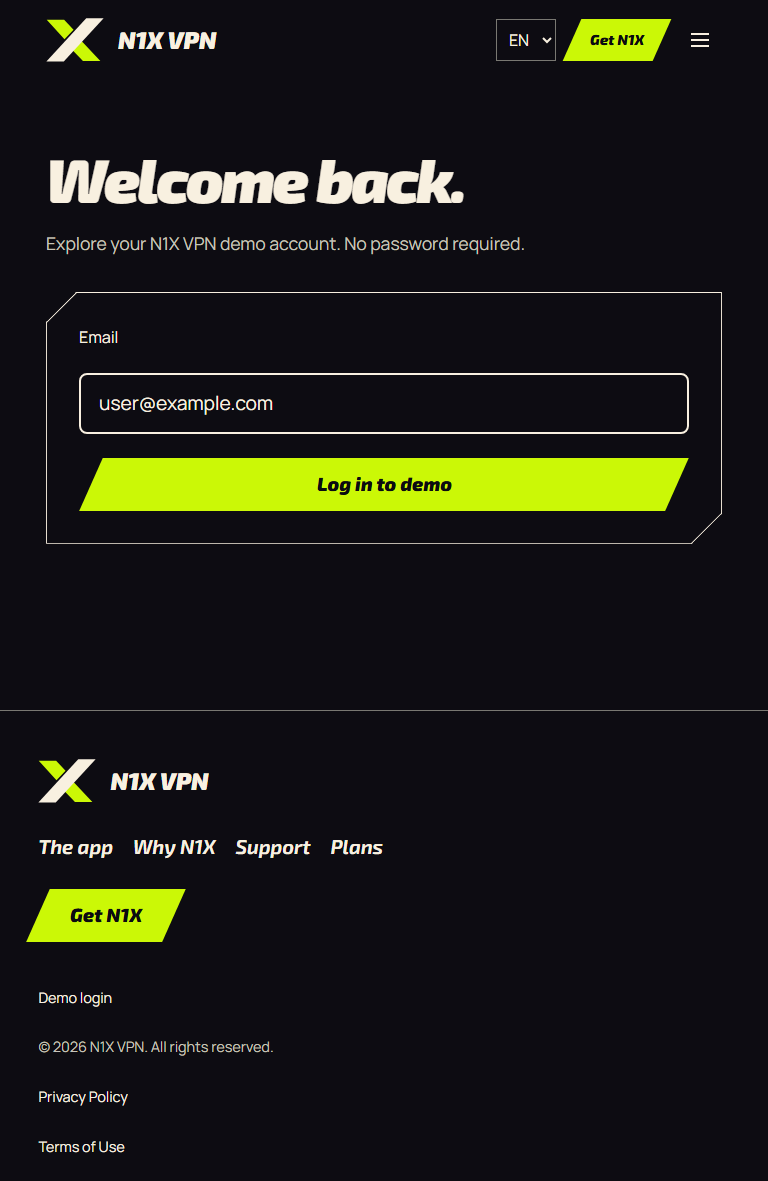 N1X VPN
EN
Get N1X
Welcome back.
Explore your N1X VPN demo account. No password required.
Email
user@example.com
Log in to demo
N1X VPN
The app Why N1X Support Plans
Get N1X
Demo login
© 2026 N1X VPN. All rights reserved.
Privacy Policy
Terms of Use